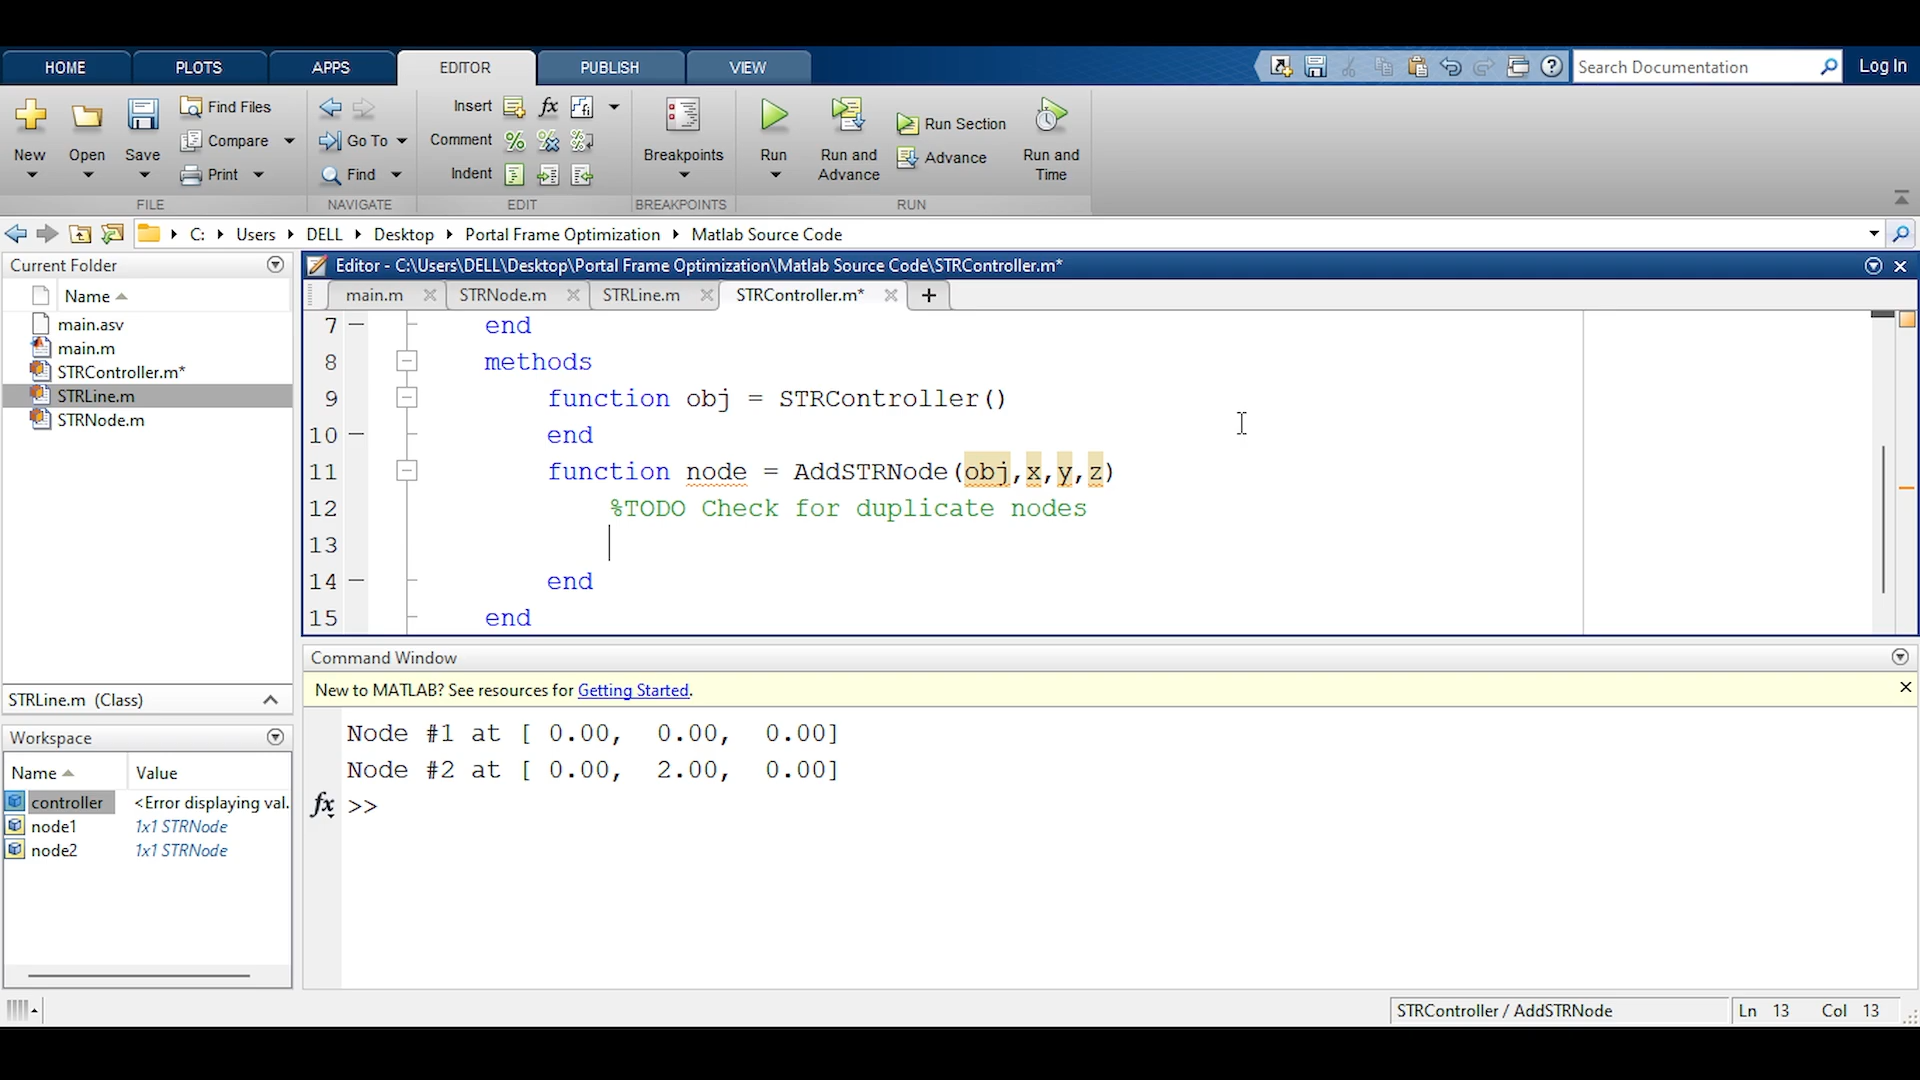 HOME PLOTS APPS EDITOR PUBLISH VIEW
Search Documentation
Log In
New
Open
Save
Find Files
Compare
Print
FILE
Go To
Find
NAVIGATE
Insert
Comment
Indent
EDIT
Breakpoints
BREAKPOINTS
Run
Run and
Advance
Run Section
Advance
Run and
Time
RUN
C: Users DELL Desktop Portal Frame Optimization Matlab Source Code
Current Folder
Name
main.asv
main.m
STRController.m*
STRLine.m
STRNode.m
STRLine.m (Class)
Workspace
Name Value
controller <Error displaying val.
node1 1x1 STRNode
node2 1x1 STRNode
Editor - C:\Users\DELL\Desktop\Portal Frame Optimization\Matlab Source Code\STRController.m*
main.m STRNode.m STRLine.m STRController.m*
7 end
8 methods
9 function obj = STRController()
10 end
11 function node = AddSTRNode(obj,x,y,z)
12 %TODO Check for duplicate nodes
13
14 end
15 end
Command Window
New to MATLAB? See resources for Getting Started.
Node #1 at [ 0.00, 0.00, 0.00]
Node #2 at [ 0.00, 2.00, 0.00]
fx >>
STRController / AddSTRNode
Ln 13 Col 13